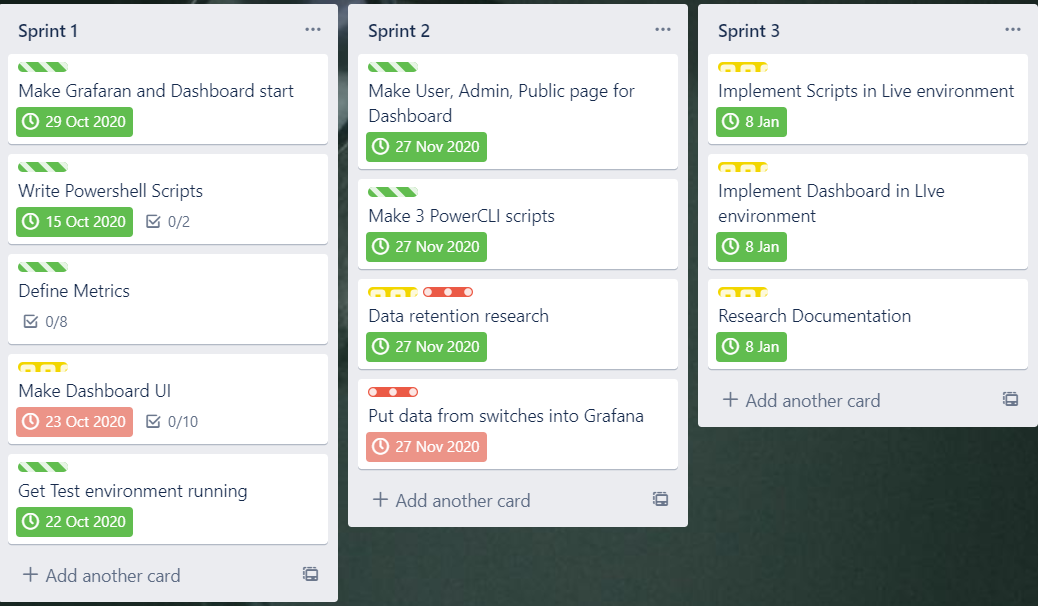 Sprint 1
Make Grafaran and Dashboard start
29 Oct 2020
Write Powershell Scripts
15 Oct 2020 0/2
Define Metrics
0/8
Make Dashboard UI
23 Oct 2020 0/10
Get Test environment running
22 Oct 2020
+ Add another card
Sprint 2
Make User, Admin, Public page for
Dashboard
27 Nov 2020
Make 3 PowerCLI scripts
27 Nov 2020
Data retention research
27 Nov 2020
Put data from switches into Grafana
27 Nov 2020
+ Add another card
Sprint 3
Implement Scripts in Live environment
8 Jan
Implement Dashboard in LIve
environment
8 Jan
Research Documentation
8 Jan
+ Add another card